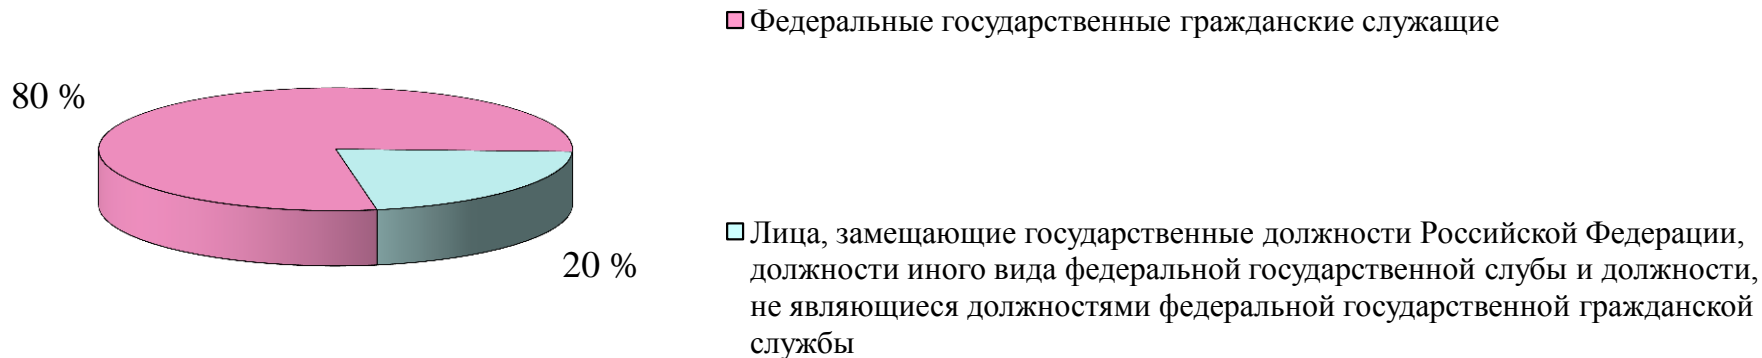 Федеральные государственные гражданские служащие
80 %
20 %
Лица, замещающие государственные должности Российской Федерации,
должности иного вида федеральной государственной слубы и должности,
не являющиеся должностями федеральной государственной гражданской
службы